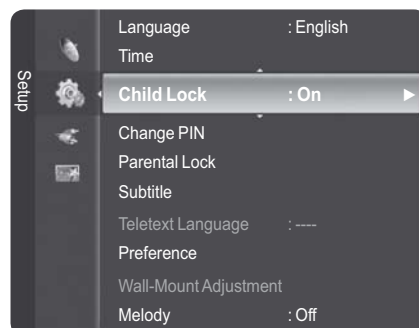 Setup
Language : English
Time
Child Lock : On
Change PIN
Parental Lock
Subtitle
Teletext Language : ----
Preference
Wall-Mount Adjustment
Melody : Off